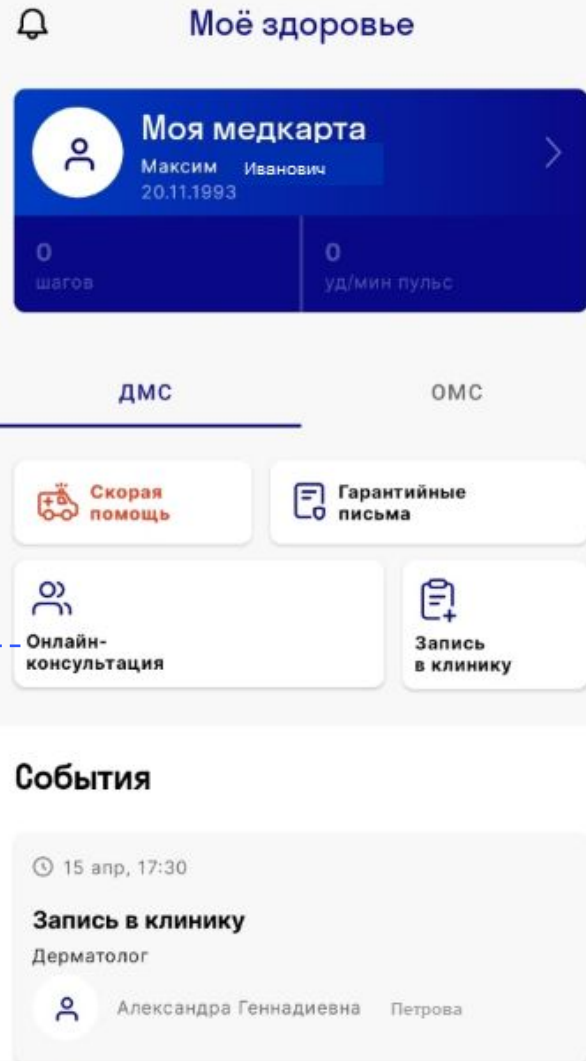 Моё здоровье
Моя медкарта
Максим Иванович
20.11.1993
0
шагов
0
уд/мин пульс
ДМС
ОМС
Скорая
помощь
Гарантийные
письма
Онлайн-
консультация
Запись
в клинику
События
15 апр, 17:30
Запись в клинику
Дерматолог
Александра Геннадиевна Петрова